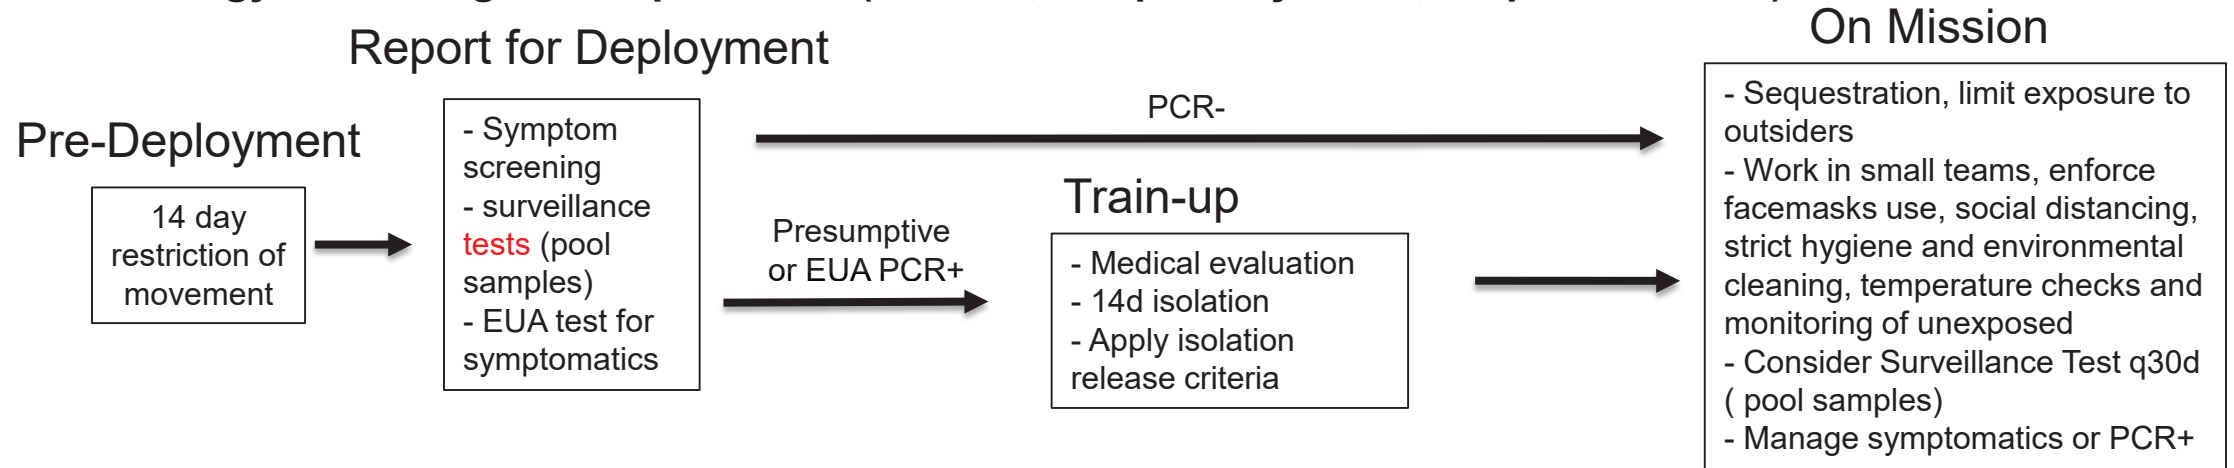 Report for Deployment
On Mission
Pre-Deployment
14 day
restriction of
movement
- Symptom
screening
- surveillance
tests (pool
samples)
- EUA test for
symptomatics
PCR-
Presumptive
or EUA PCR+
Train-up
- Medical evaluation
- 14d isolation
- Apply isolation
release criteria
- Sequestration, limit exposure to
outsiders
- Work in small teams, enforce
facemasks use, social distancing,
strict hygiene and environmental
cleaning, temperature checks and
monitoring of unexposed
- Consider Surveillance Test q30d
( pool samples)
- Manage symptomatics or PCR+